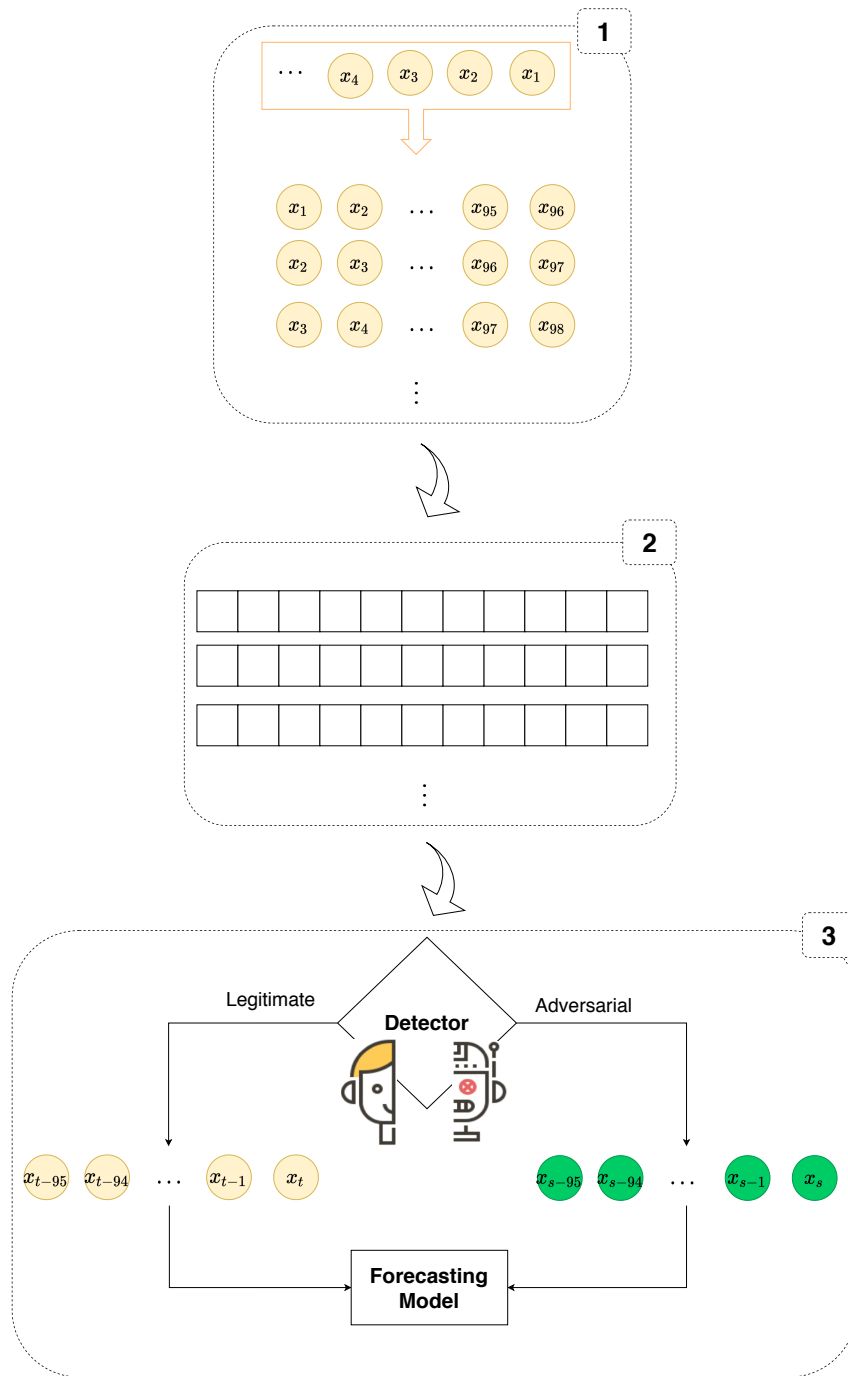 1
... x₄ x₃ x₂ x₁
x₁ x₂ ... x₉₅ x₉₆
x₂ x₃ ... x₉₆ x₉₇
x₃ x₄ ... x₉₇ x₉₈
⋮
2
⋮
3
Legitimate
Adversarial
Detector
xₜ₋₉₅ xₜ₋₉₄ ... xₜ₋₁ xₜ
xₛ₋₉₅ xₛ₋₉₄ ... xₛ₋₁ xₛ
Forecasting
Model